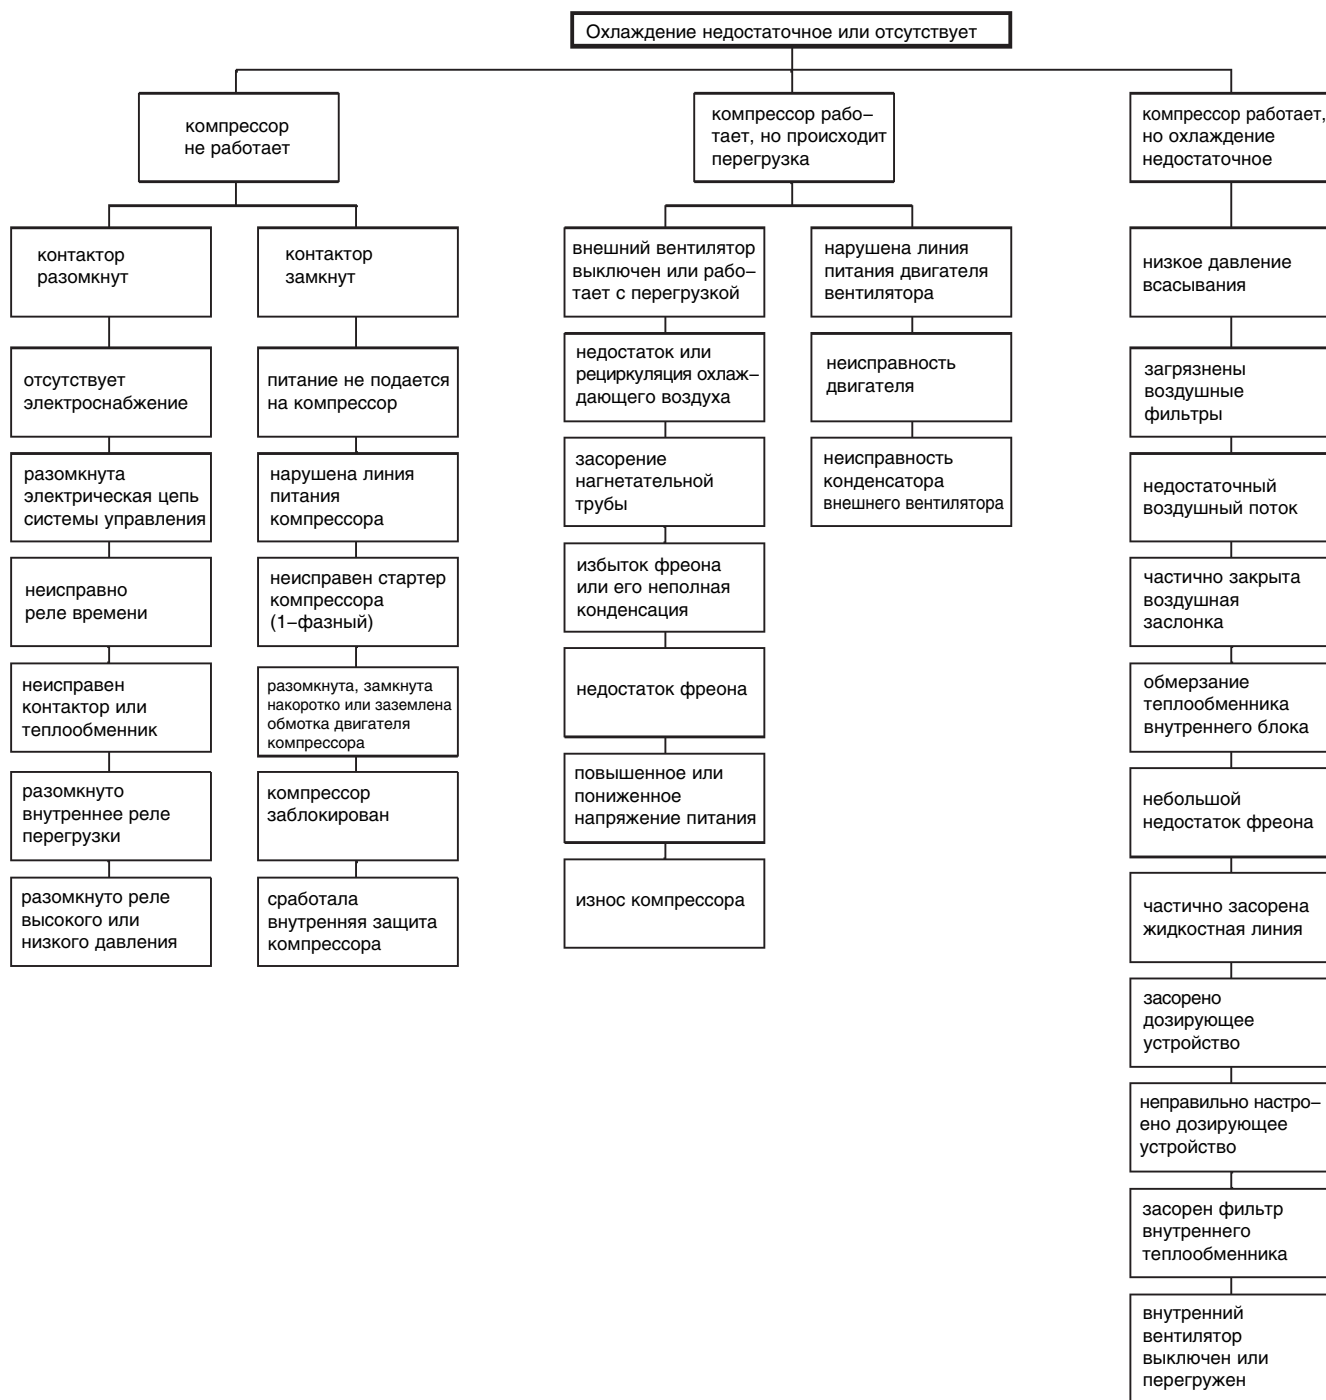 Охлаждение недостаточное или отсутствует
компрессор
не работает
контактор
разомкнут
отсутствует
электроснабжение
разомкнута
электрическая цепь
системы управления
неисправно
реле времени
неисправен
контактор или
теплообменник
разомкнуто
внутреннее реле
перегрузки
разомкнуто реле
высокого или
низкого давления
контактор
замкнут
питание не подается
на компрессор
нарушена линия
питания
компрессора
неисправен стартер
компрессора
(1–фазный)
разомкнута, замкнута
накоротко или заземлена
обмотка двигателя
компрессора
компрессор
заблокирован
сработала
внутренняя защита
компрессора
компрессор рабо–
тает, но происходит
перегрузка
внешний вентилятор
выключен или рабо–
тает с перегрузкой
недостаток или
рециркуляция охлаж–
дающего воздуха
засорение
нагнетательной
трубы
избыток фреона
или его неполная
конденсация
недостаток фреона
повышенное или
пониженное
напряжение питания
износ компрессора
нарушена линия
питания двигателя
вентилятора
неисправность
двигателя
неисправность
конденсатора
внешнего вентилятора
компрессор работает,
но охлаждение
недостаточное
низкое давление
всасывания
загрязнены
воздушные
фильтры
недостаточный
воздушный поток
частично закрыта
воздушная
заслонка
обмерзание
теплообменника
внутреннего блока
небольшой
недостаток фреона
частично засорена
жидкостная линия
засорено
дозирующее
устройство
неправильно настро–
ено дозирующее
устройство
засорен фильтр
внутреннего
теплообменника
внутренний
вентилятор
выключен или
перегружен